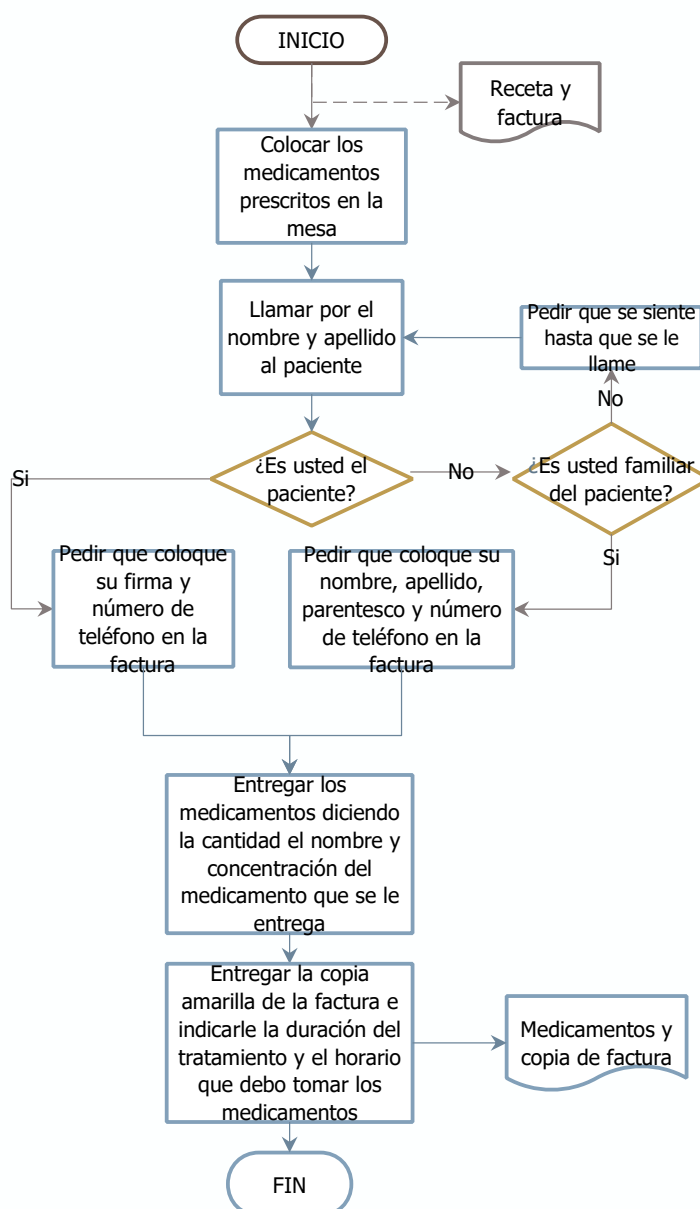 INICIO
Receta y
factura
Colocar los
medicamentos
prescritos en la
mesa
Llamar por el
nombre y apellido
al paciente
Pedir que se siente
hasta que se le
llame
No
¿Es usted el
paciente?
Si
No
¿Es usted familiar
del paciente?
Si
Pedir que coloque
su firma y
número de
teléfono en la
factura
Pedir que coloque su
nombre, apellido,
parentesco y número
de teléfono en la
factura
Entregar los
medicamentos diciendo
la cantidad el nombre y
concentración del
medicamento que se le
entrega
Entregar la copia
amarilla de la factura e
indicarle la duración del
tratamiento y el horario
que debo tomar los
medicamentos
Medicamentos y
copia de factura
FIN